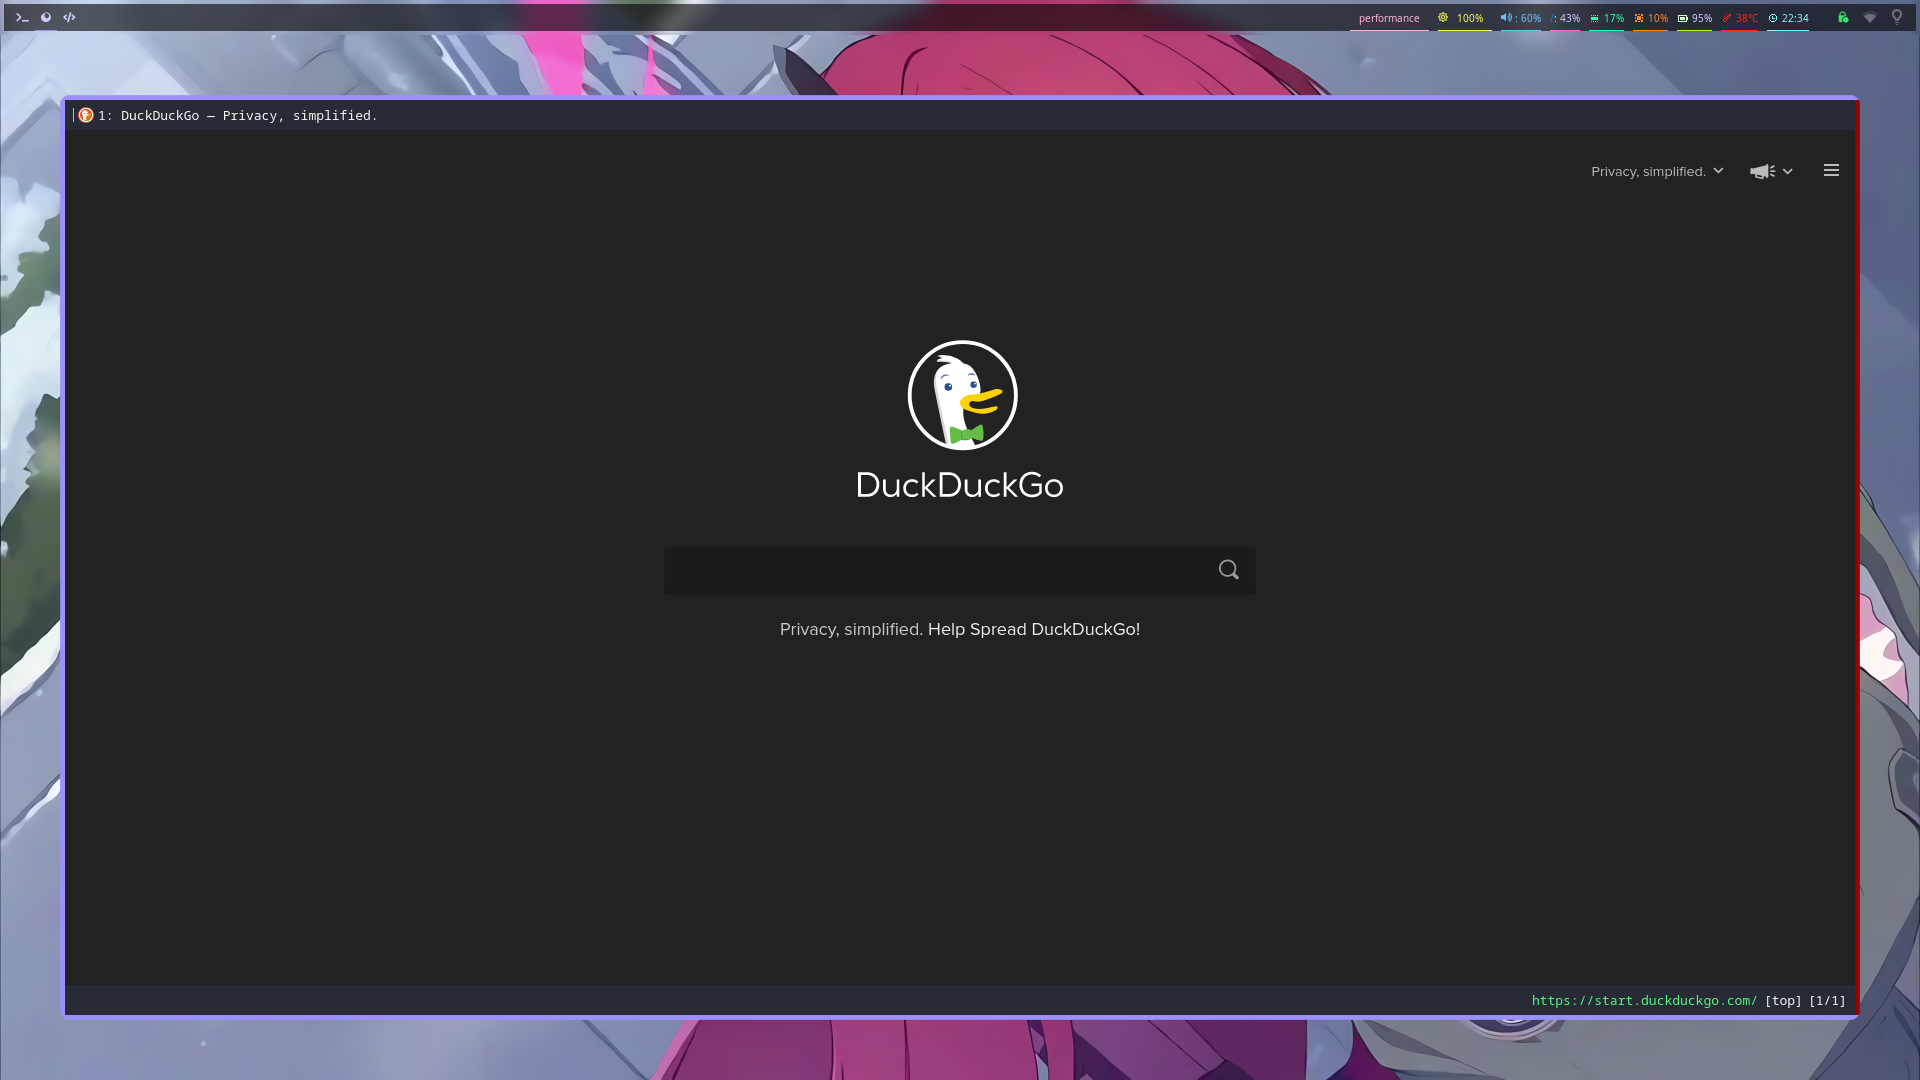 performance 100% : 60% /: 43% 17% 10% 95% 38°C 22:34
1: DuckDuckGo — Privacy, simplified.
Privacy, simplified.
DuckDuckGo
Privacy, simplified. Help Spread DuckDuckGo!
https://start.duckduckgo.com/ [top] [1/1]